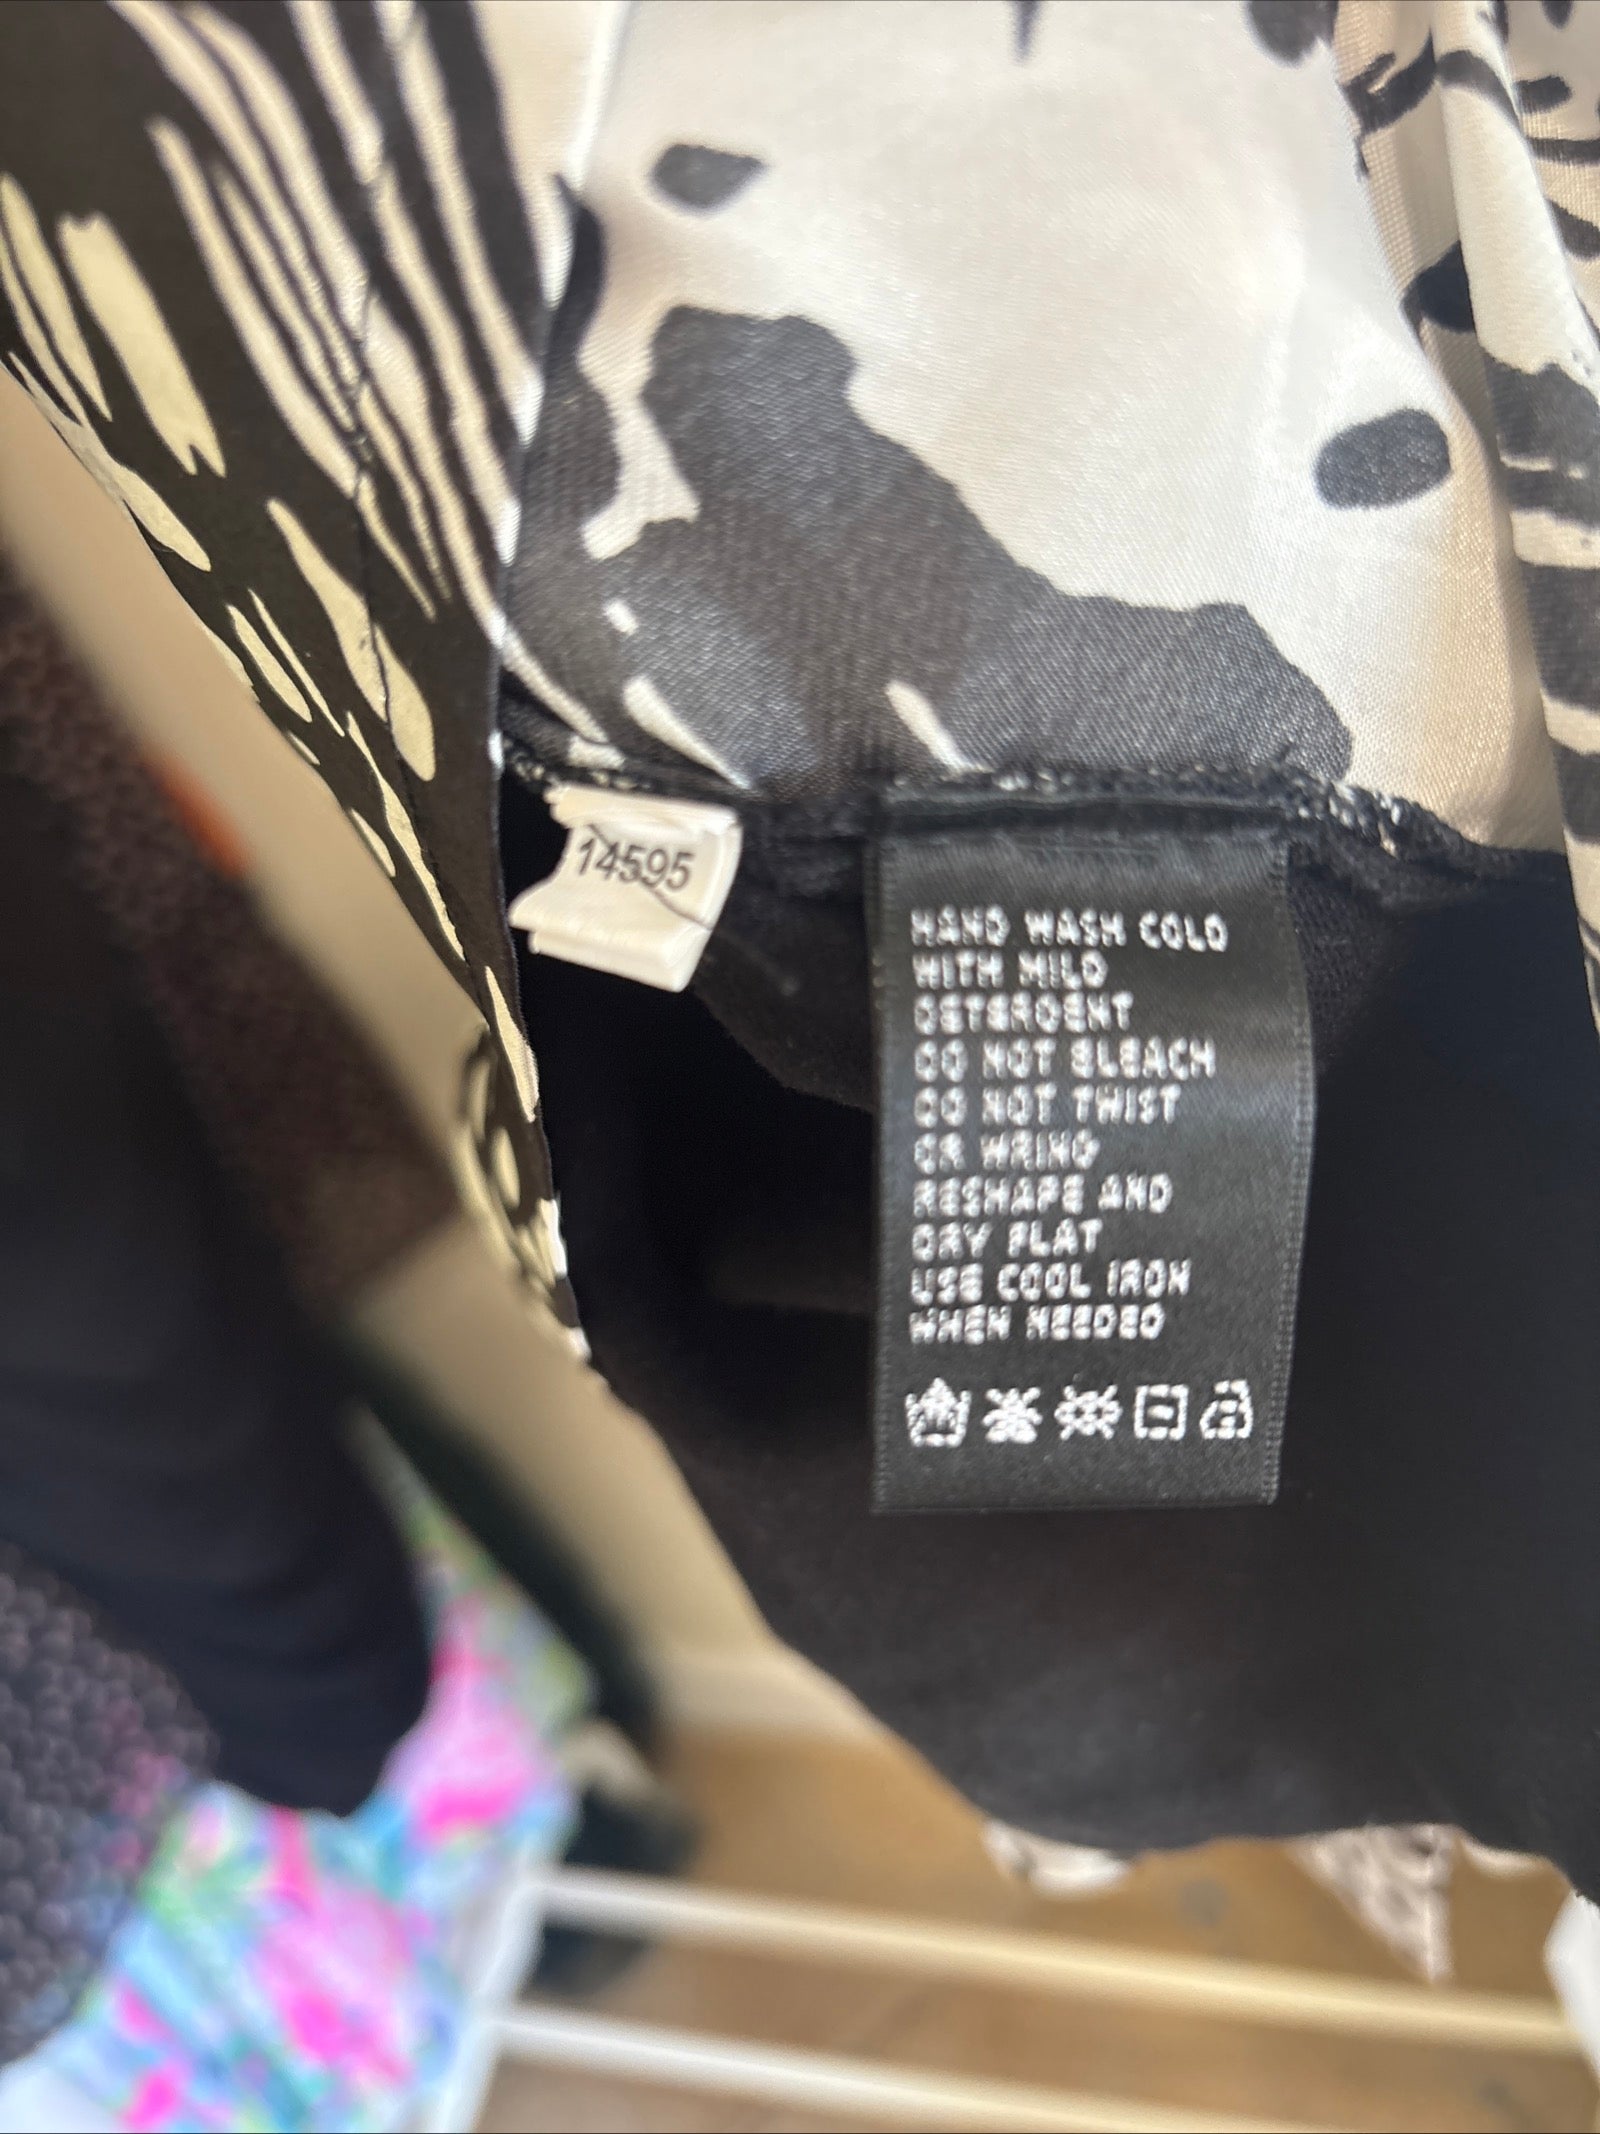 14595
HAND WASH COLD
WITH MILD
DETERGENT
DO NOT BLEACH
DO NOT TWIST
OR WRING
RESHAPE AND
DRY FLAT
USE COOL IRON
WHEN NEEDED